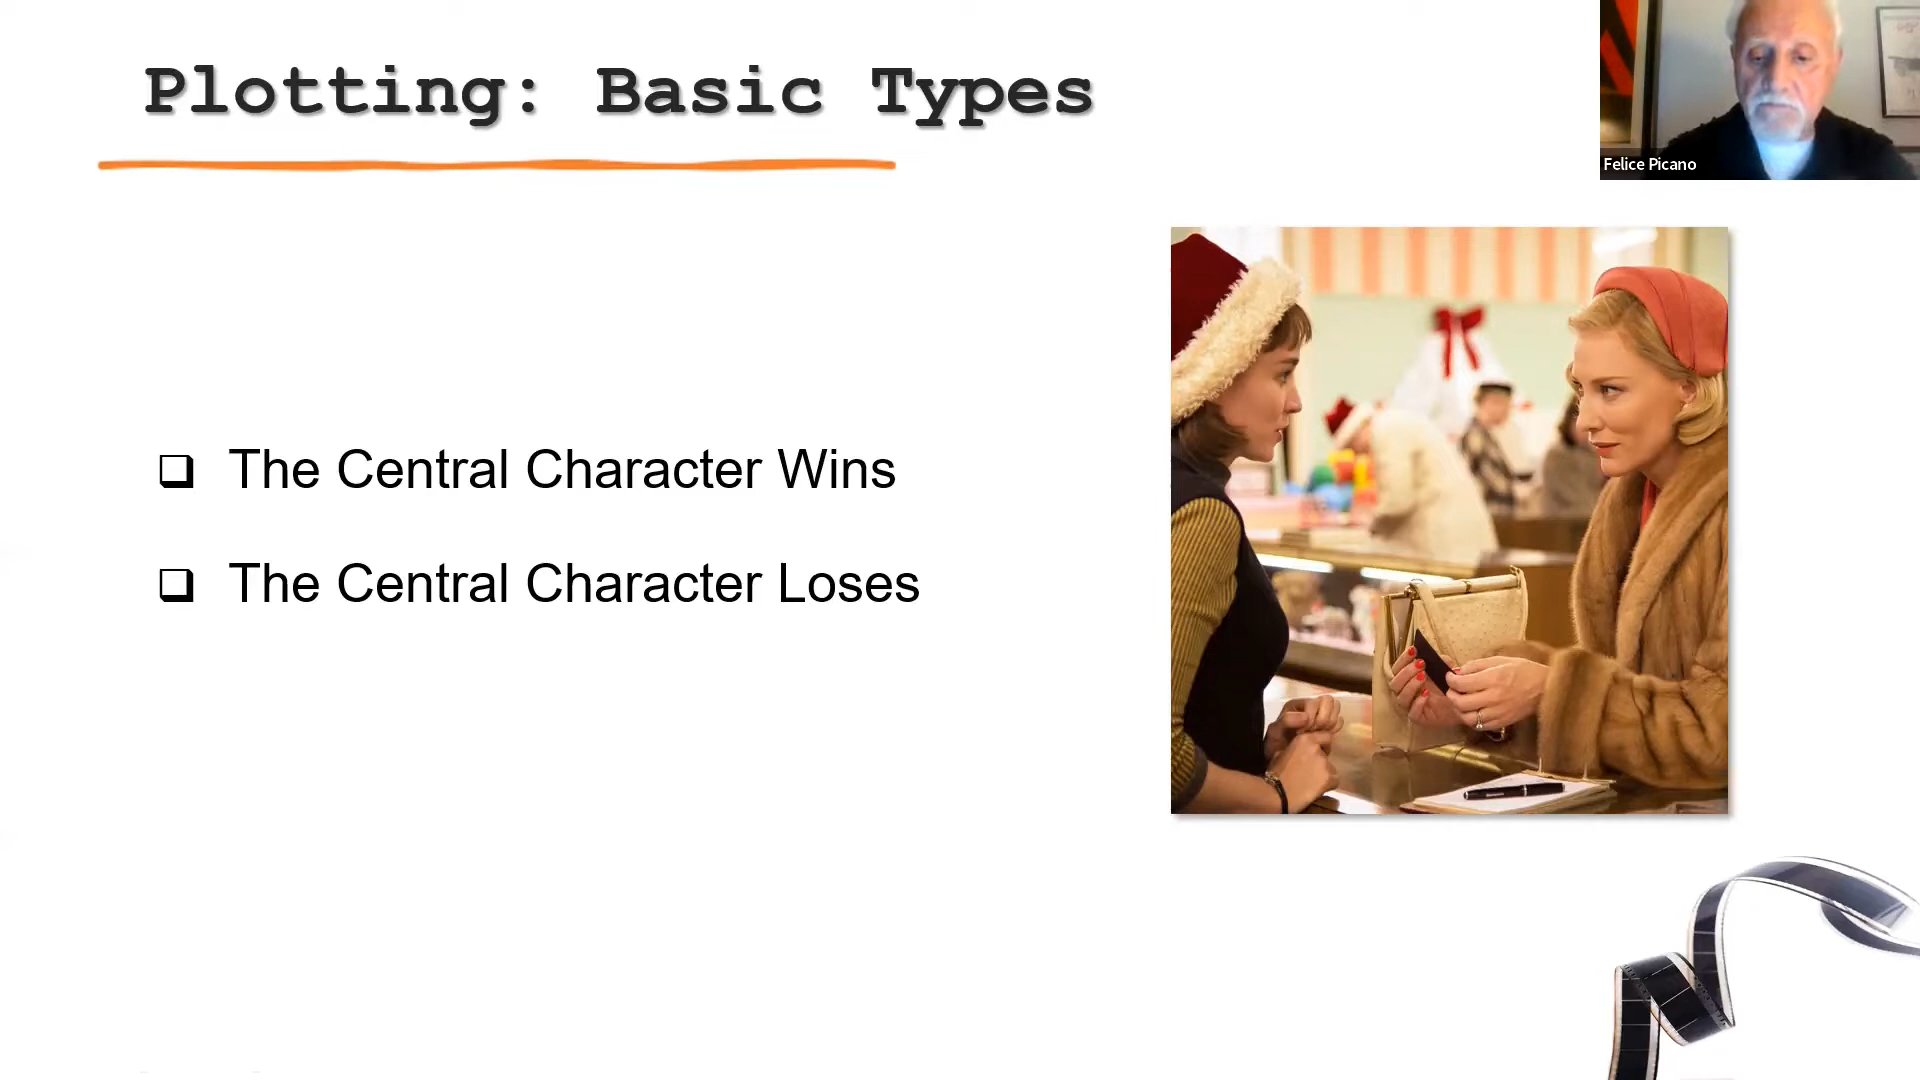 Plotting: Basic Types
Felice Picano
The Central Character Wins
The Central Character Loses